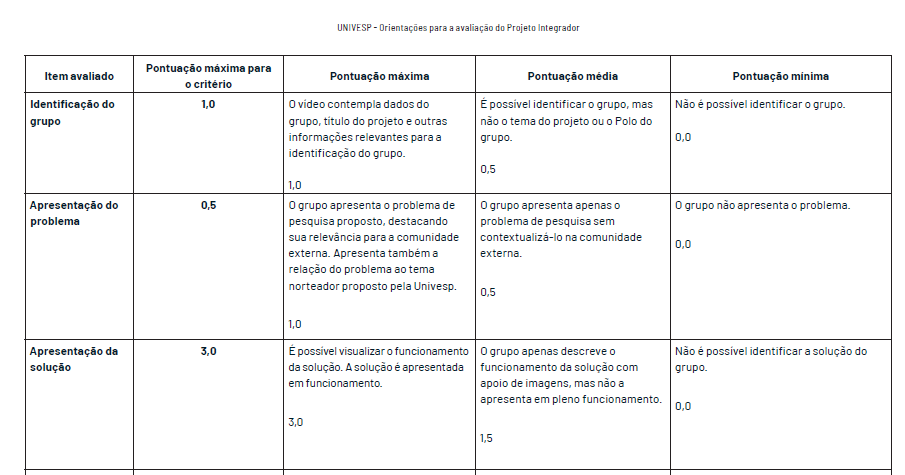 UNIVESP - Orientações para a avaliação do Projeto Integrador
Item avaliado
Pontuação máxima para
o critério
Pontuação máxima
Pontuação média
Pontuação mínima
Identificação do
grupo
1,0
O vídeo contempla dados do
grupo, título do projeto e outras
informações relevantes para a
identificação do grupo.
1,0
É possível identificar o grupo, mas
não o tema do projeto ou o Polo do
grupo.
0,5
Não é possível identificar o grupo.
0,0
Apresentação do
problema
0,5
O grupo apresenta o problema de
pesquisa proposto, destacando
sua relevância para a comunidade
externa. Apresenta também a
relação do problema ao tema
norteador proposto pela Univesp.
1,0
O grupo apresenta apenas o
problema de pesquisa sem
contextualizá-lo na comunidade
externa.
0,5
O grupo não apresenta o problema.
0,0
Apresentação da
solução
3,0
É possível visualizar o funcionamento
da solução. A solução é apresentada
em funcionamento.
3,0
O grupo apenas descreve o
funcionamento da solução com
apoio de imagens, mas não a
apresenta em pleno funcionamento.
1,5
Não é possível identificar a solução do
grupo.
0,0